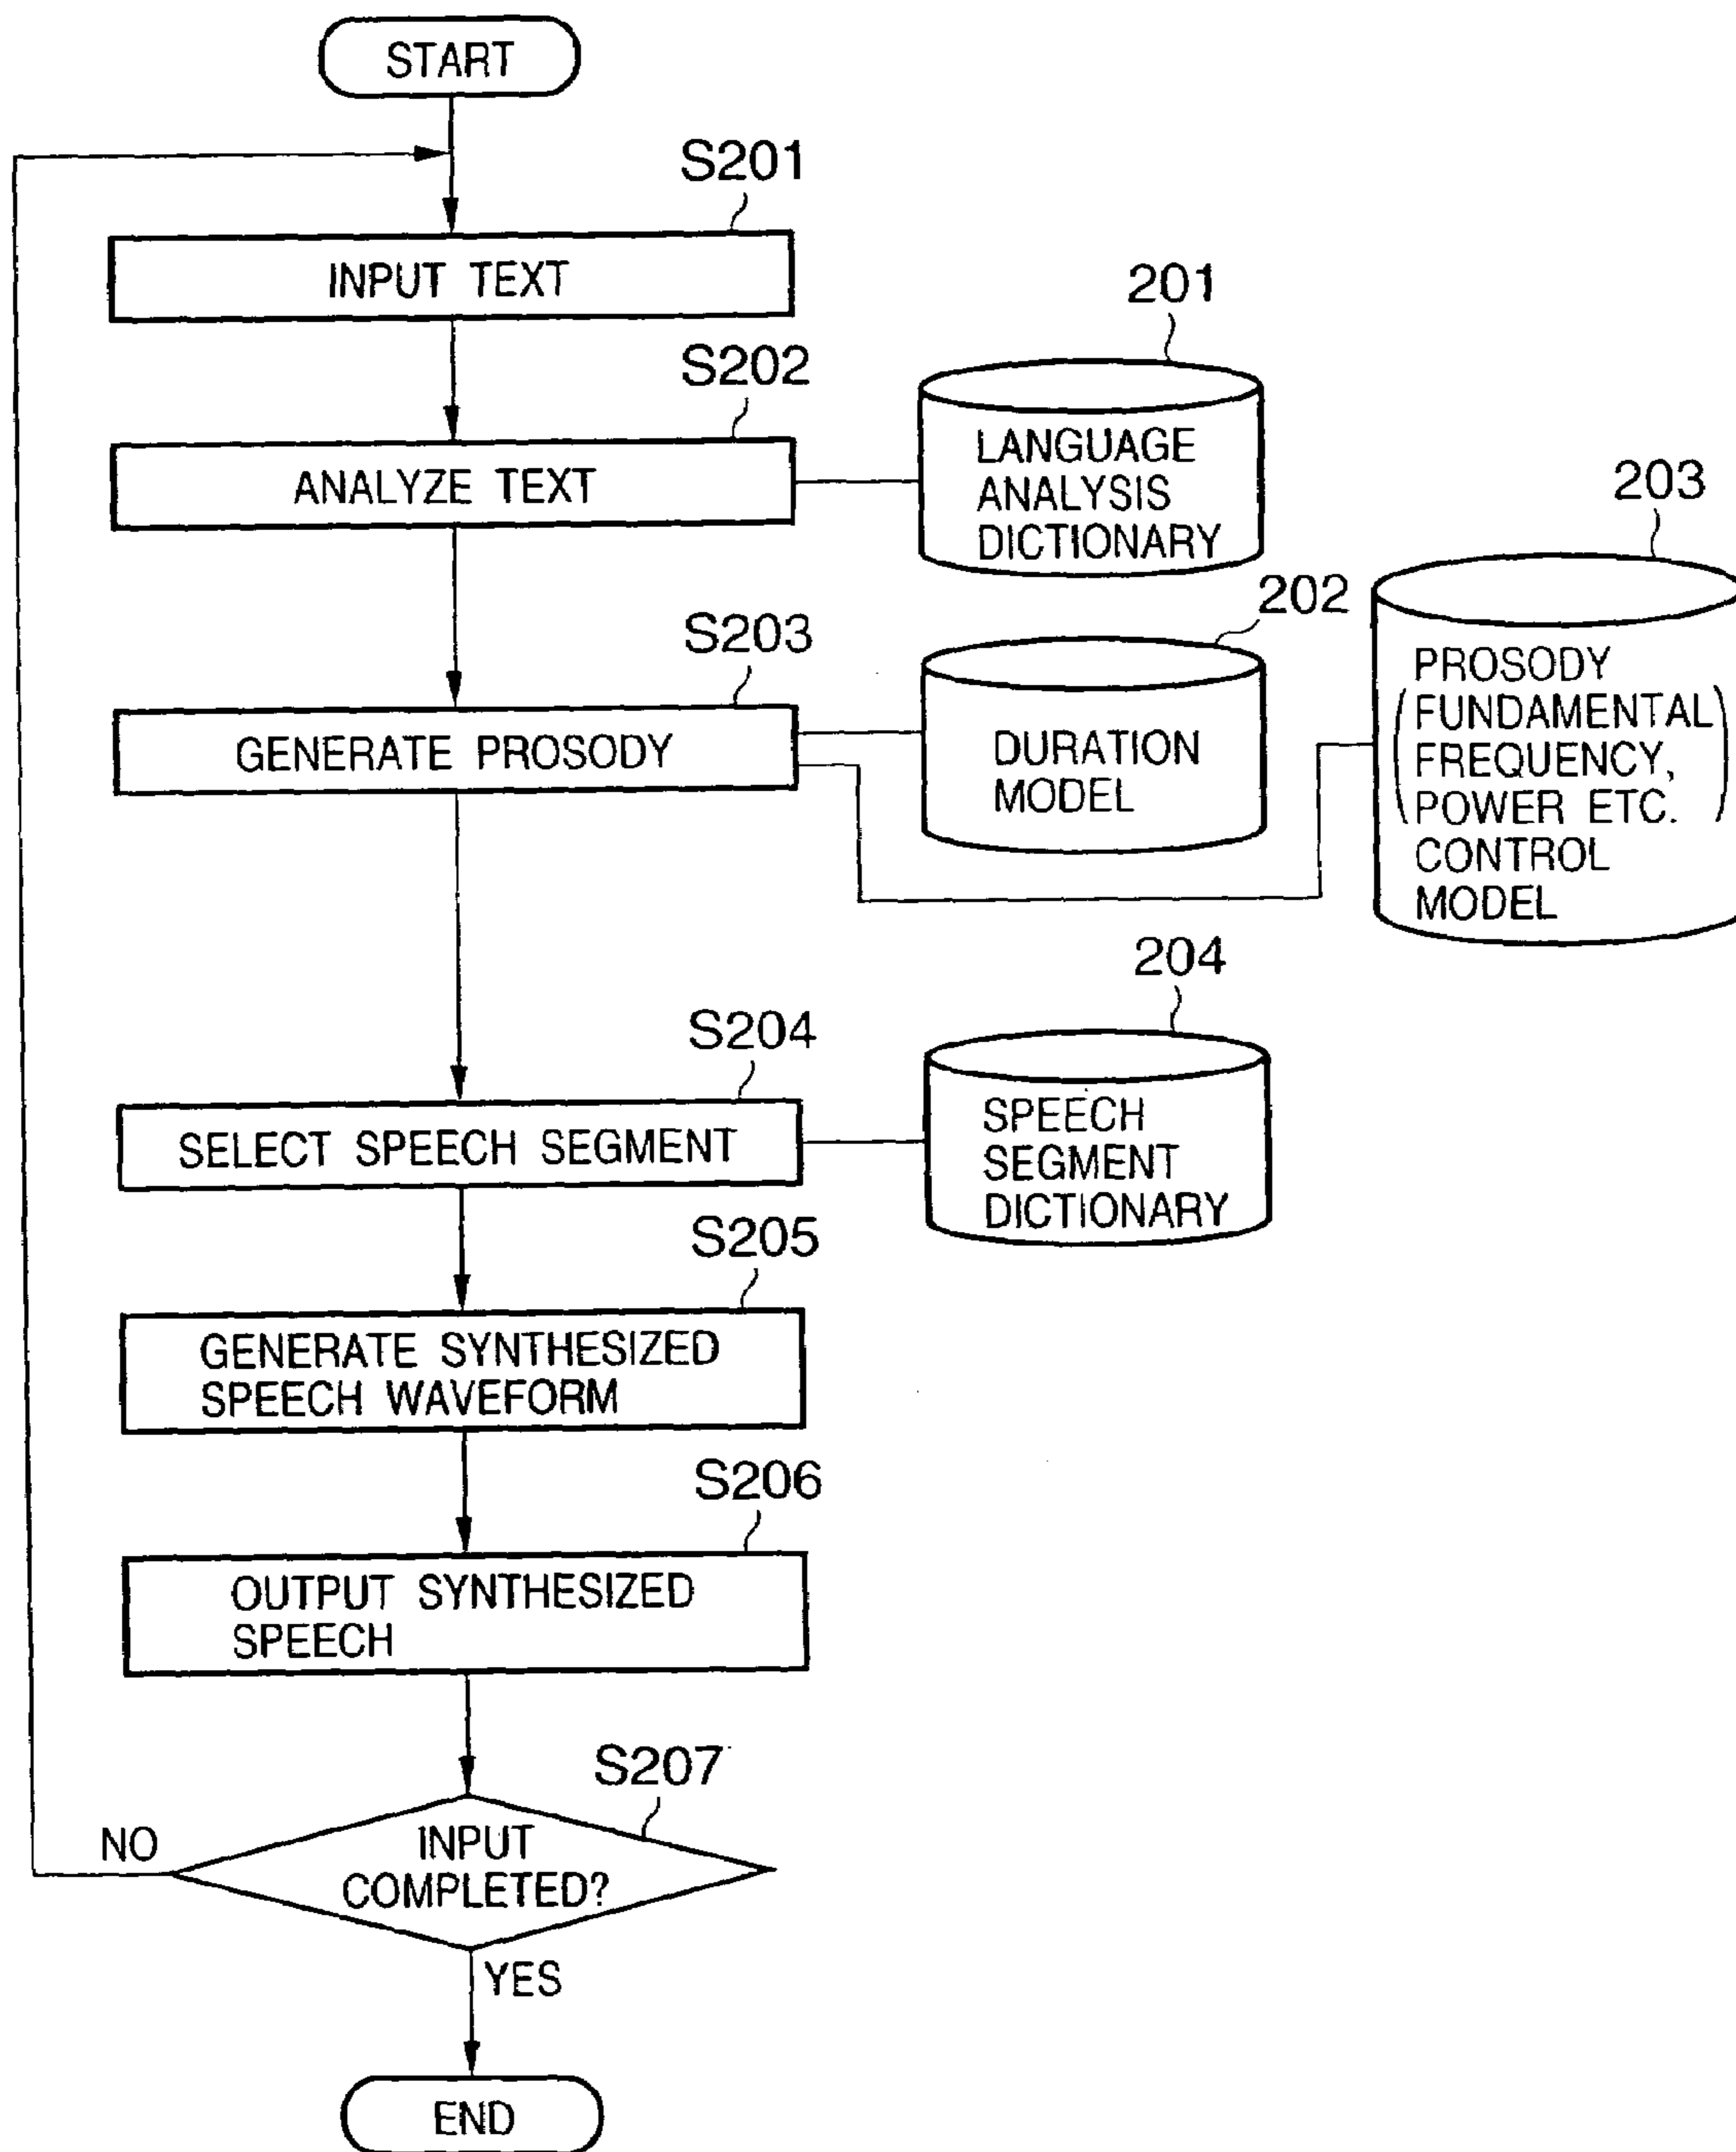 START
S201
INPUT TEXT
201
S202
ANALYZE TEXT
LANGUAGE
ANALYSIS
DICTIONARY
203
202
S203
GENERATE PROSODY
DURATION
MODEL
PROSODY
(FUNDAMENTAL
FREQUENCY,
POWER ETC.)
CONTROL
MODEL
204
S204
SELECT SPEECH SEGMENT
SPEECH
SEGMENT
DICTIONARY
S205
GENERATE SYNTHESIZED
SPEECH WAVEFORM
S206
OUTPUT SYNTHESIZED
SPEECH
S207
NO
INPUT
COMPLETED?
YES
END